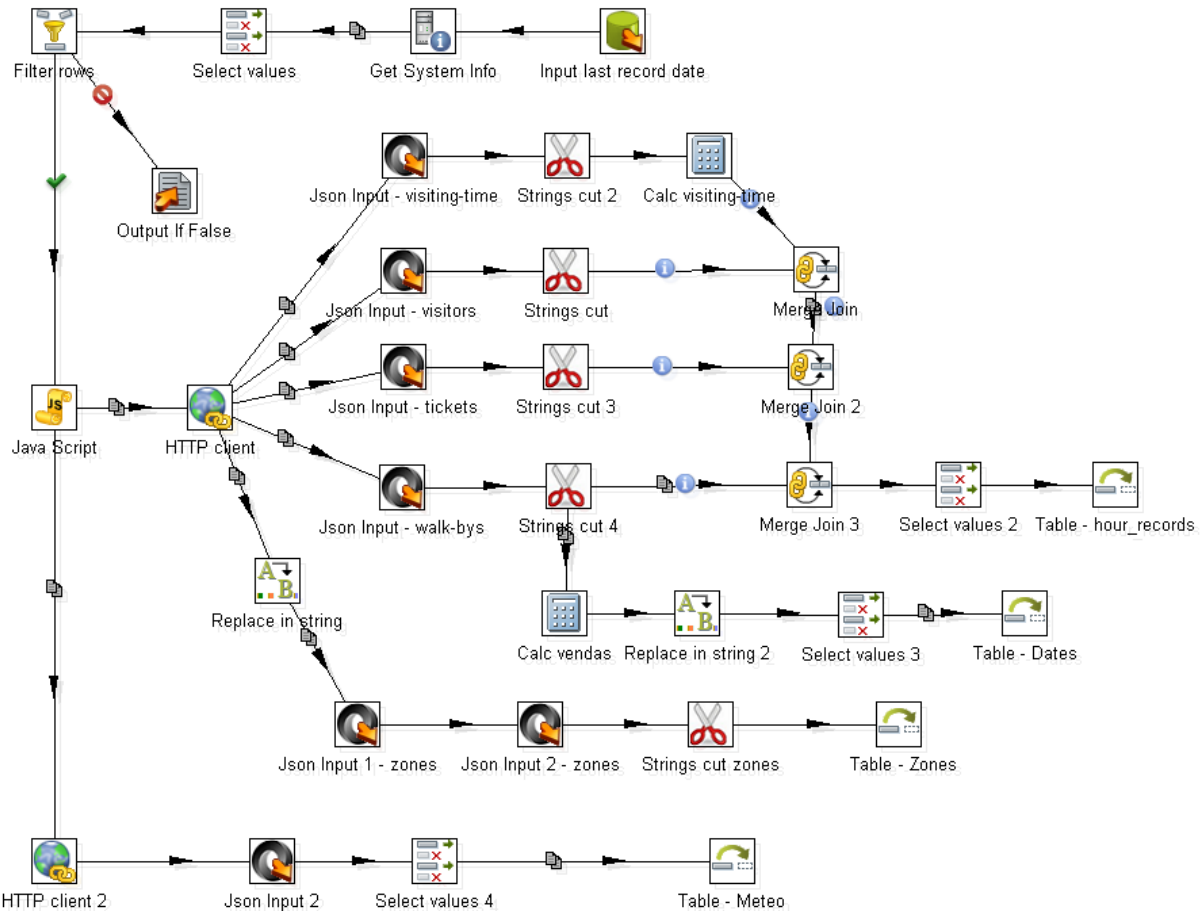 Filter rows
Select values
Get System Info
Input last record date
Output If False
Json Input - visiting-time
Strings cut 2
Calc visiting-time
Json Input - visitors
Strings cut
Merge Join
Json Input - tickets
Strings cut 3
Merge Join 2
JS
Java Script
HTTP client
Json Input - walk-bys
Strings cut 4
Merge Join 3
Select values 2
Table - hour_records
A
B
Replace in string
Calc vendas
A
B
Replace in string 2
Select values 3
Table - Dates
Json Input 1 - zones
Json Input 2 - zones
Strings cut zones
Table - Zones
HTTP client 2
Json Input 2
Select values 4
Table - Meteo